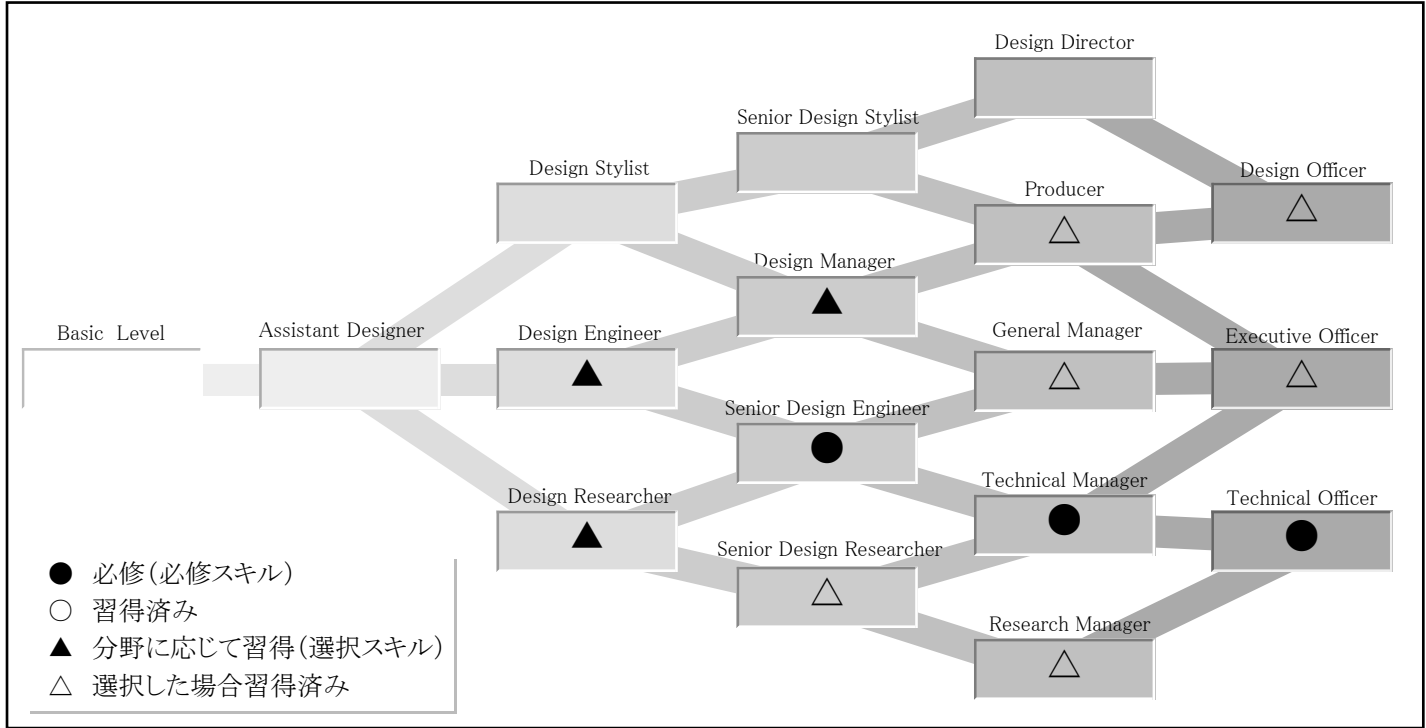 Design Director
Senior Design Stylist
Design Stylist
Producer
Design Officer
△
△
Design Manager
▲
Basic Level
Assistant Designer
Design Engineer
General Manager
Executive Officer
▲
△
△
Senior Design Engineer
●
Design Researcher
Technical Manager
Technical Officer
▲
●
●
Senior Design Researcher
△
Research Manager
△
● 必修(必修スキル)
○ 習得済み
▲ 分野に応じて習得(選択スキル)
△ 選択した場合習得済み